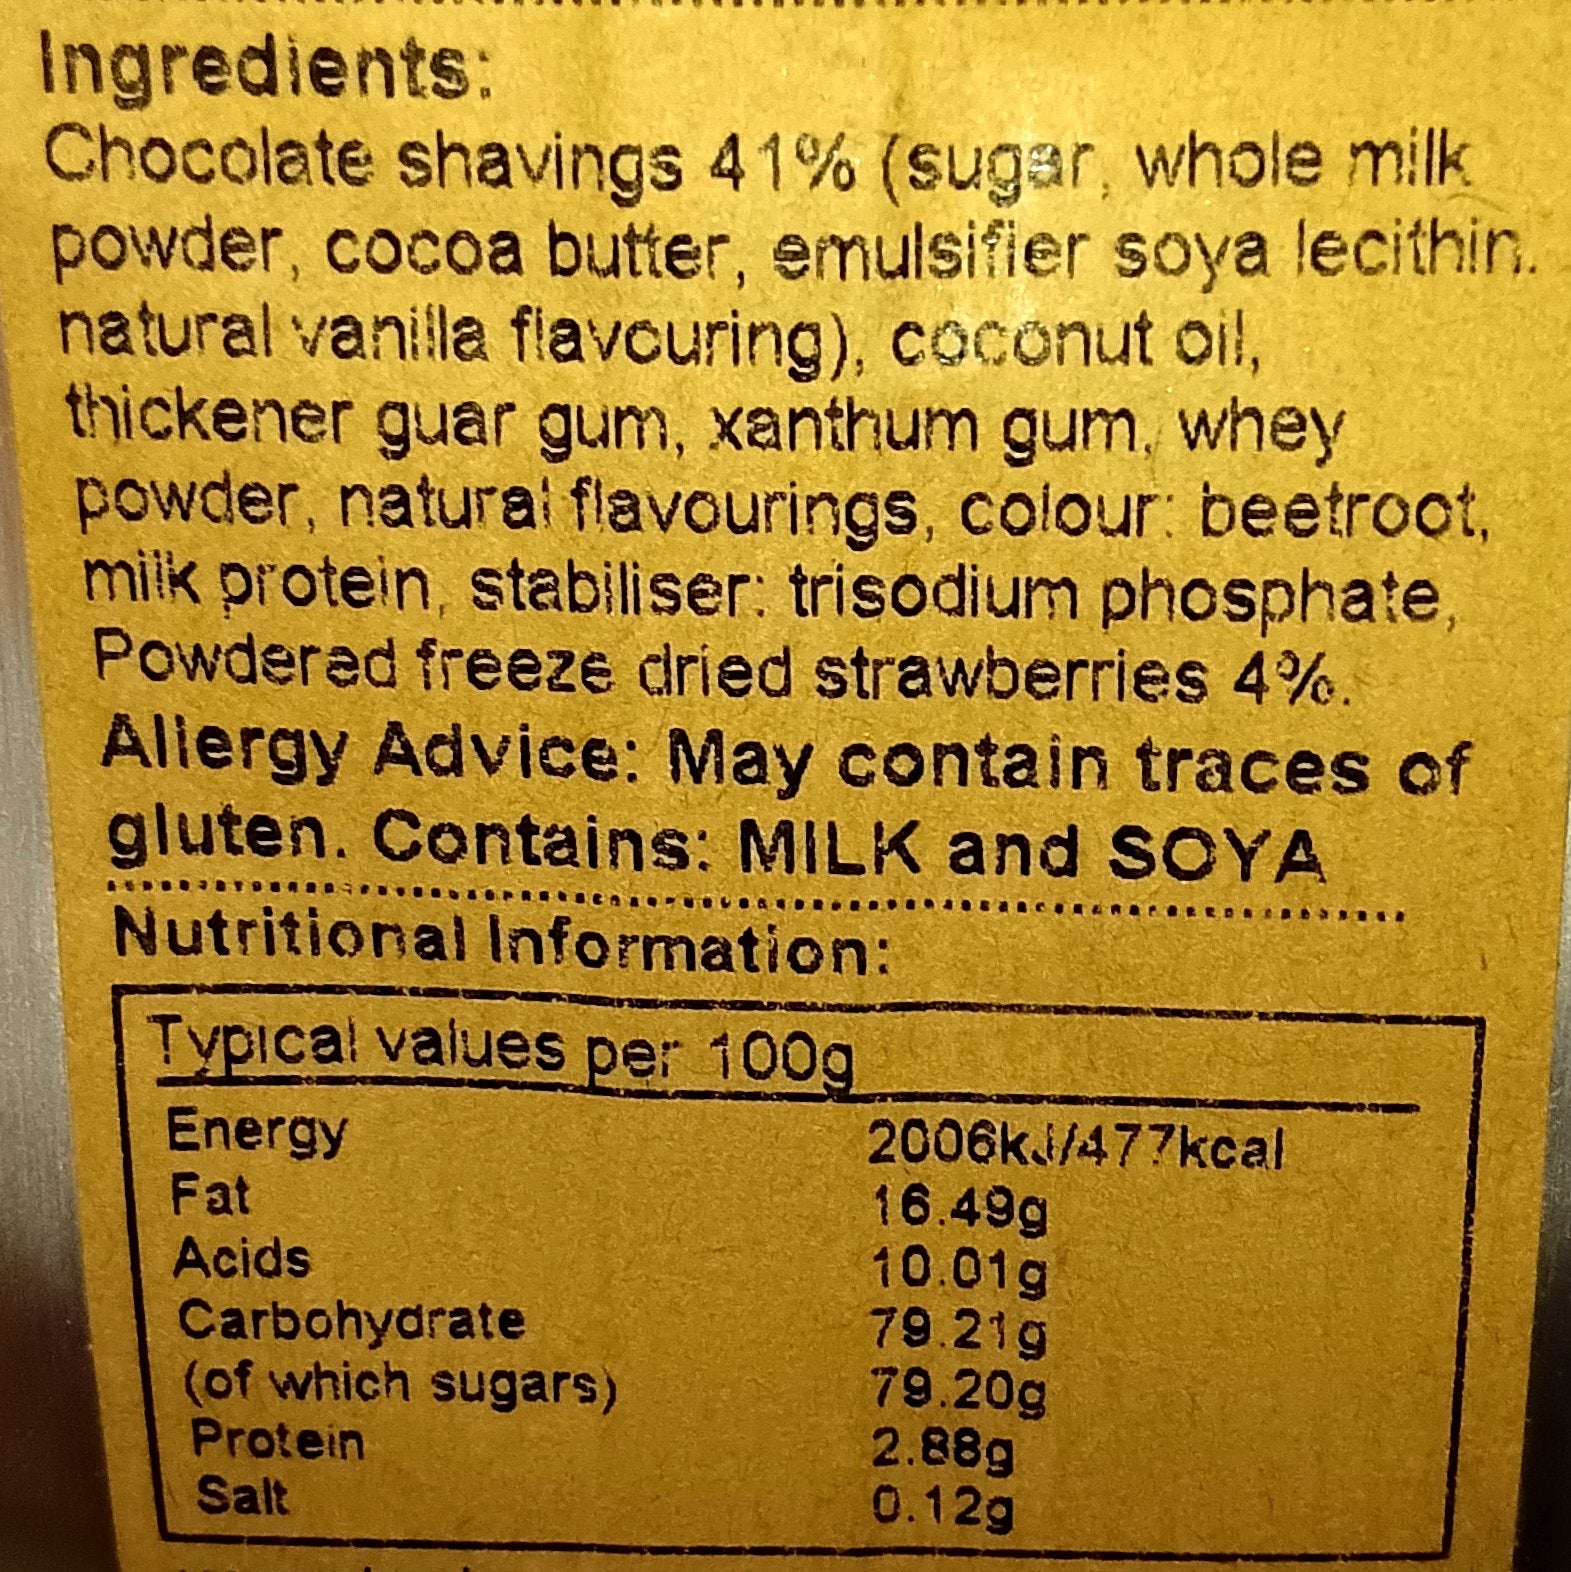 Ingredients:
Chocolate shavings 41% (sugar, whole milk
powder, cocoa butter, emulsifier soya lecithin.
natural vanilla flavouring), coconut oil,
thickener guar gum, xanthum gum, whey
powder, natural flavourings, colour: beetroot,
milk protein, stabiliser: trisodium phosphate,
Powdered freeze dried strawberries 4%.
Allergy Advice: May contain traces of
gluten. Contains: MILK and SOYA
Nutritional Information:
Typical values per 100g
Energy 2006kJ/477kcal
Fat 16.49g
Acids 10.01g
Carbohydrate 79.21g
(of which sugars) 79.20g
Protein 2.88g
Salt 0.12g